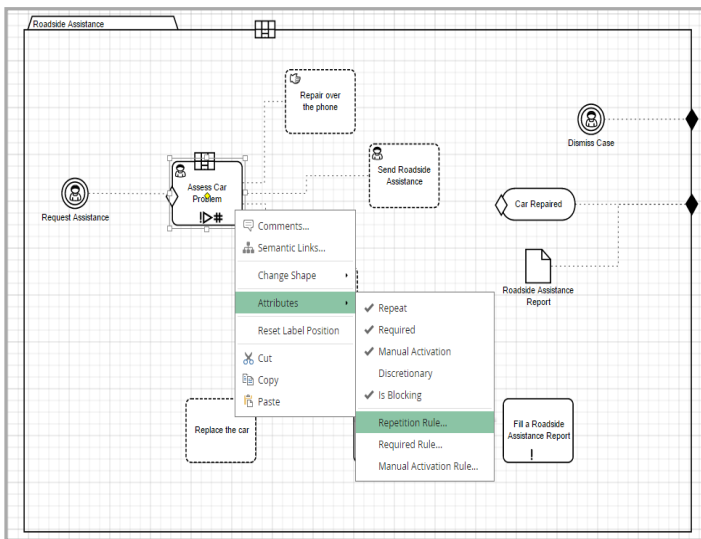 Roadside Assistance
Repair over
the phone
Dismiss Case
Send Roadside
Assistance
Assess Car
Problem
Request Assistance
Car Repaired
Comments...
Semantic Links...
Change Shape
Attributes
Reset Label Position
Cut
Copy
Paste
Roadside Assistance
Report
Repeat
Required
Manual Activation
Discretionary
Is Blocking
Repetition Rule...
Required Rule...
Manual Activation Rule...
Replace the car
Fill a Roadside
Assistance Report